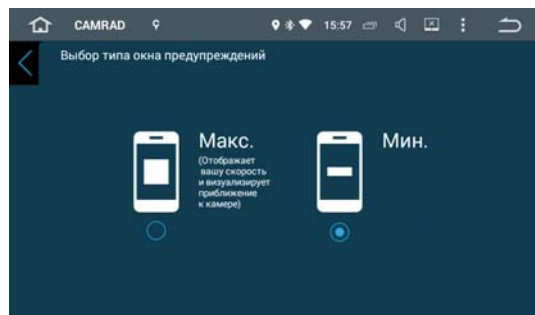 CAMRAD
15:57
Выбор типа окна предупреждений
Макс.
(Отображает
вашу скорость
и визуализирует
приближение
к камере)
Мин.